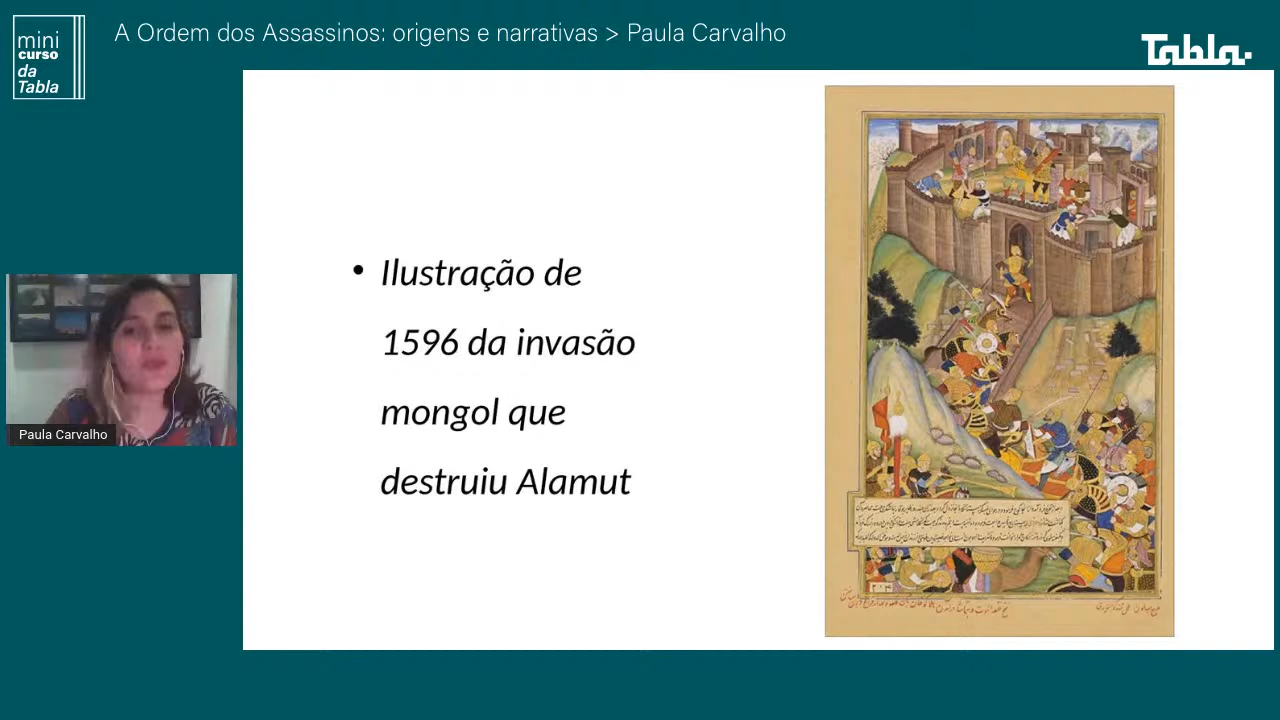 mini
curso
da
Tabla
A Ordem dos Assassinos: origens e narrativas > Paula Carvalho
Tabla.
• Ilustração de
1596 da invasão
mongol que
destruiu Alamut
Paula Carvalho